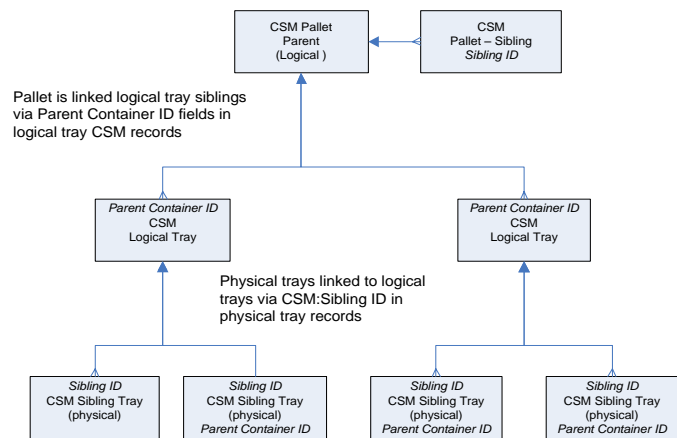 CSM Pallet
Parent
(Logical )
CSM
Pallet – Sibling
Sibling ID
Pallet is linked logical tray siblings
via Parent Container ID fields in
logical tray CSM records
Parent Container ID
CSM
Logical Tray
Parent Container ID
CSM
Logical Tray
Physical trays linked to logical
trays via CSM:Sibling ID in
physical tray records
Sibling ID
CSM Sibling Tray
(physical)
Sibling ID
CSM Sibling Tray
(physical)
Parent Container ID
Sibling ID
CSM Sibling Tray
(physical)
Parent Container ID
Sibling ID
CSM Sibling Tray
(physical)
Parent Container ID